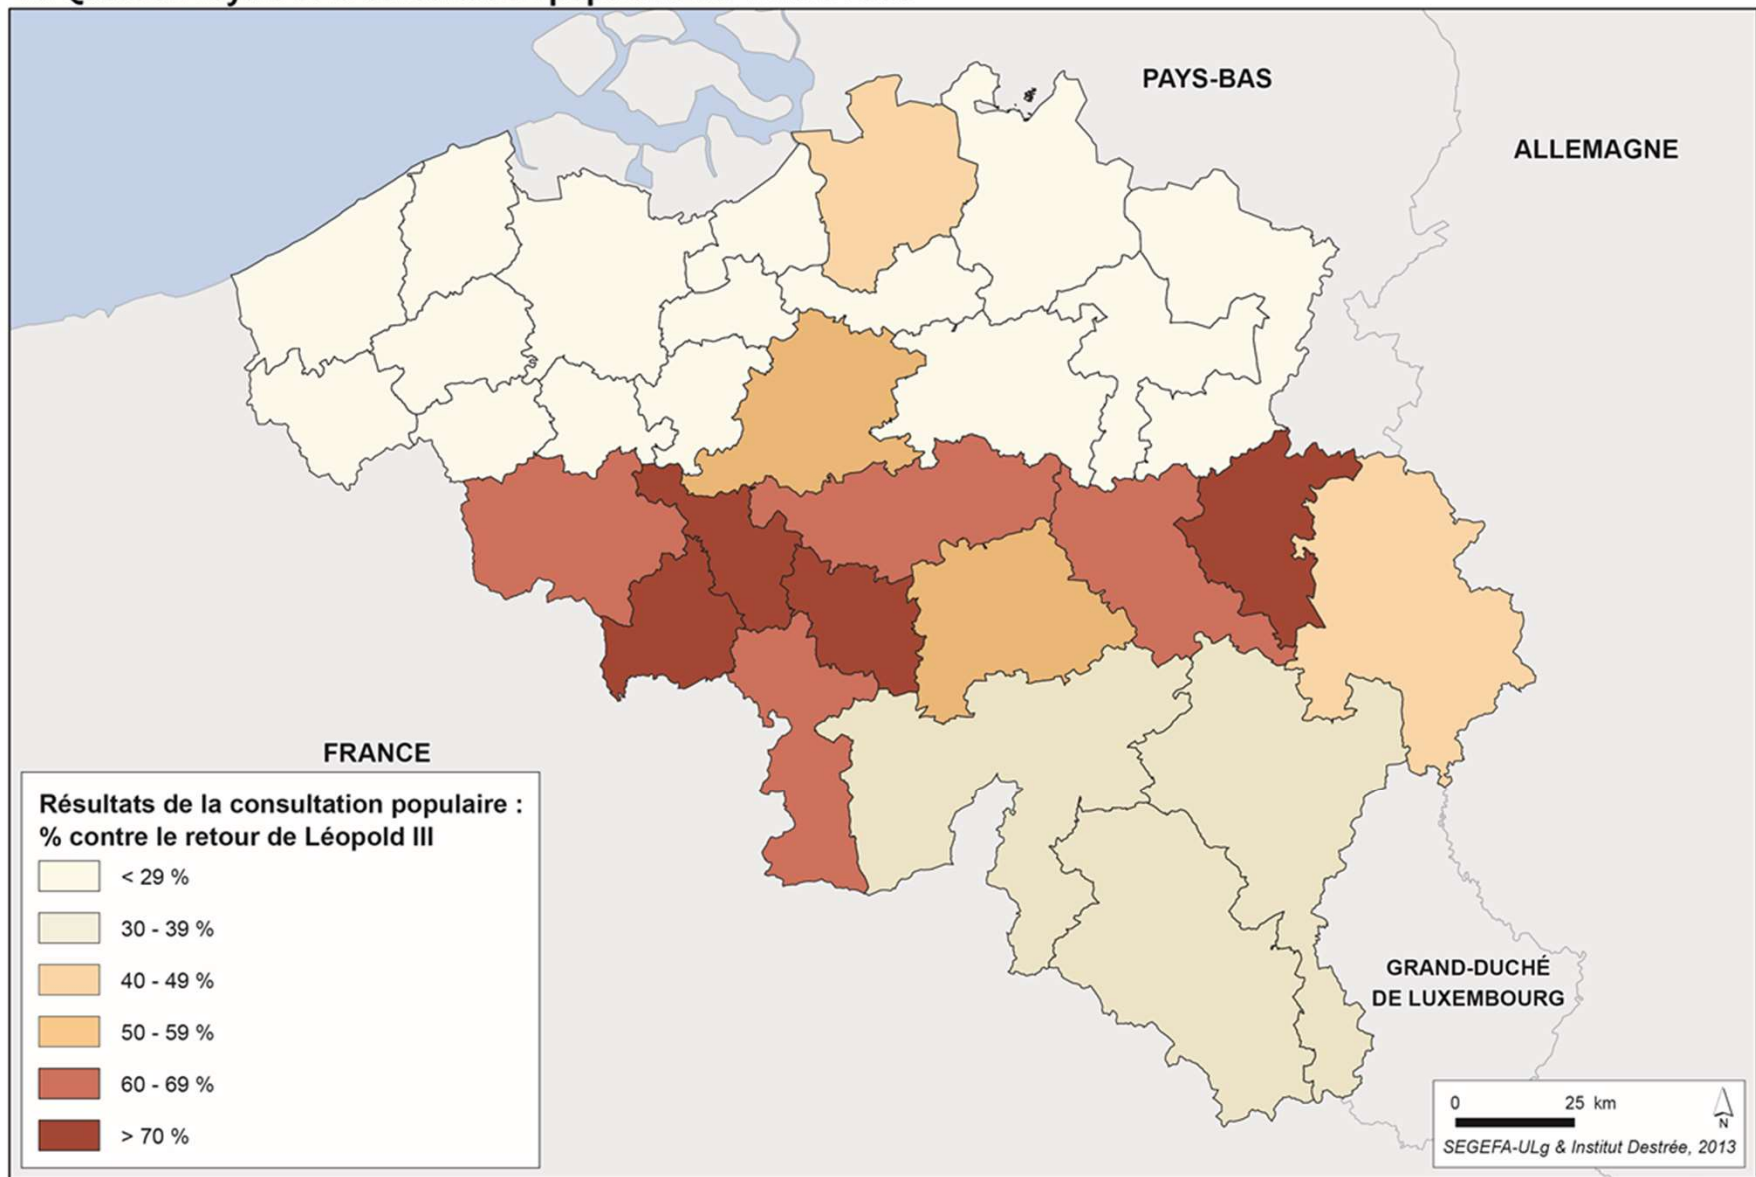 PAYS-BAS
ALLEMAGNE
FRANCE
Résultats de la consultation populaire :
% contre le retour de Léopold III
< 29 %
30 - 39 %
40 - 49 %
50 - 59 %
60 - 69 %
> 70 %
GRAND-DUCHÉ
DE LUXEMBOURG
0 25 km
N
SEGEFA-ULg & Institut Destrée, 2013